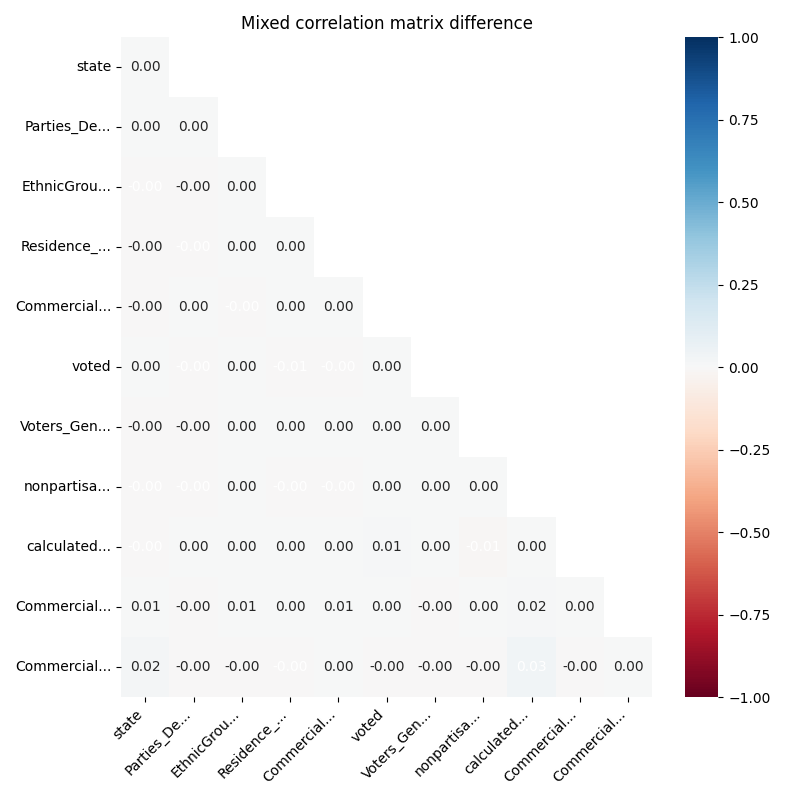 Mixed correlation matrix difference
state 0.00
Parties_De... 0.00 0.00
EthnicGrou... -0.00 -0.00 0.00
Residence_... -0.00 -0.00 0.00 0.00
Commercial... -0.00 0.00 -0.00 0.00 0.00
voted 0.00 -0.00 0.00 -0.01 -0.00 0.00
Voters_Gen... -0.00 -0.00 0.00 0.00 0.00 0.00 0.00
nonpartisa... -0.00 -0.00 0.00 -0.00 -0.00 0.00 0.00 0.00
calculated... -0.00 0.00 0.00 0.00 0.00 0.01 0.00 -0.01 0.00
Commercial... 0.01 -0.00 0.01 0.00 0.01 0.00 -0.00 0.00 0.02 0.00
Commercial... 0.02 -0.00 -0.00 -0.00 0.00 -0.00 -0.00 -0.00 0.03 -0.00 0.00
state Parties_De... EthnicGrou... Residence_... Commercial... voted Voters_Gen... nonpartisa... calculated... Commercial... Commercial...
1.00
0.75
0.50
0.25
0.00
−0.25
−0.50
−0.75
−1.00